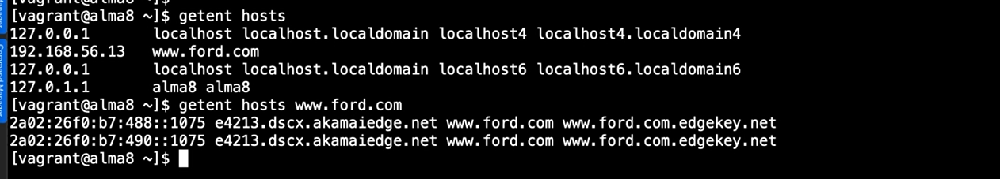 [vagrant@alma8 ~]$ getent hosts
127.0.0.1       localhost localhost.localdomain localhost4 localhost4.localdomain4
192.168.56.13   www.ford.com
127.0.0.1       localhost localhost.localdomain localhost6 localhost6.localdomain6
127.0.1.1       alma8 alma8
[vagrant@alma8 ~]$ getent hosts www.ford.com
2a02:26f0:b7:488::1075 e4213.dscx.akamaiedge.net www.ford.com www.ford.com.edgekey.net
2a02:26f0:b7:490::1075 e4213.dscx.akamaiedge.net www.ford.com www.ford.com.edgekey.net
[vagrant@alma8 ~]$
Command Manager